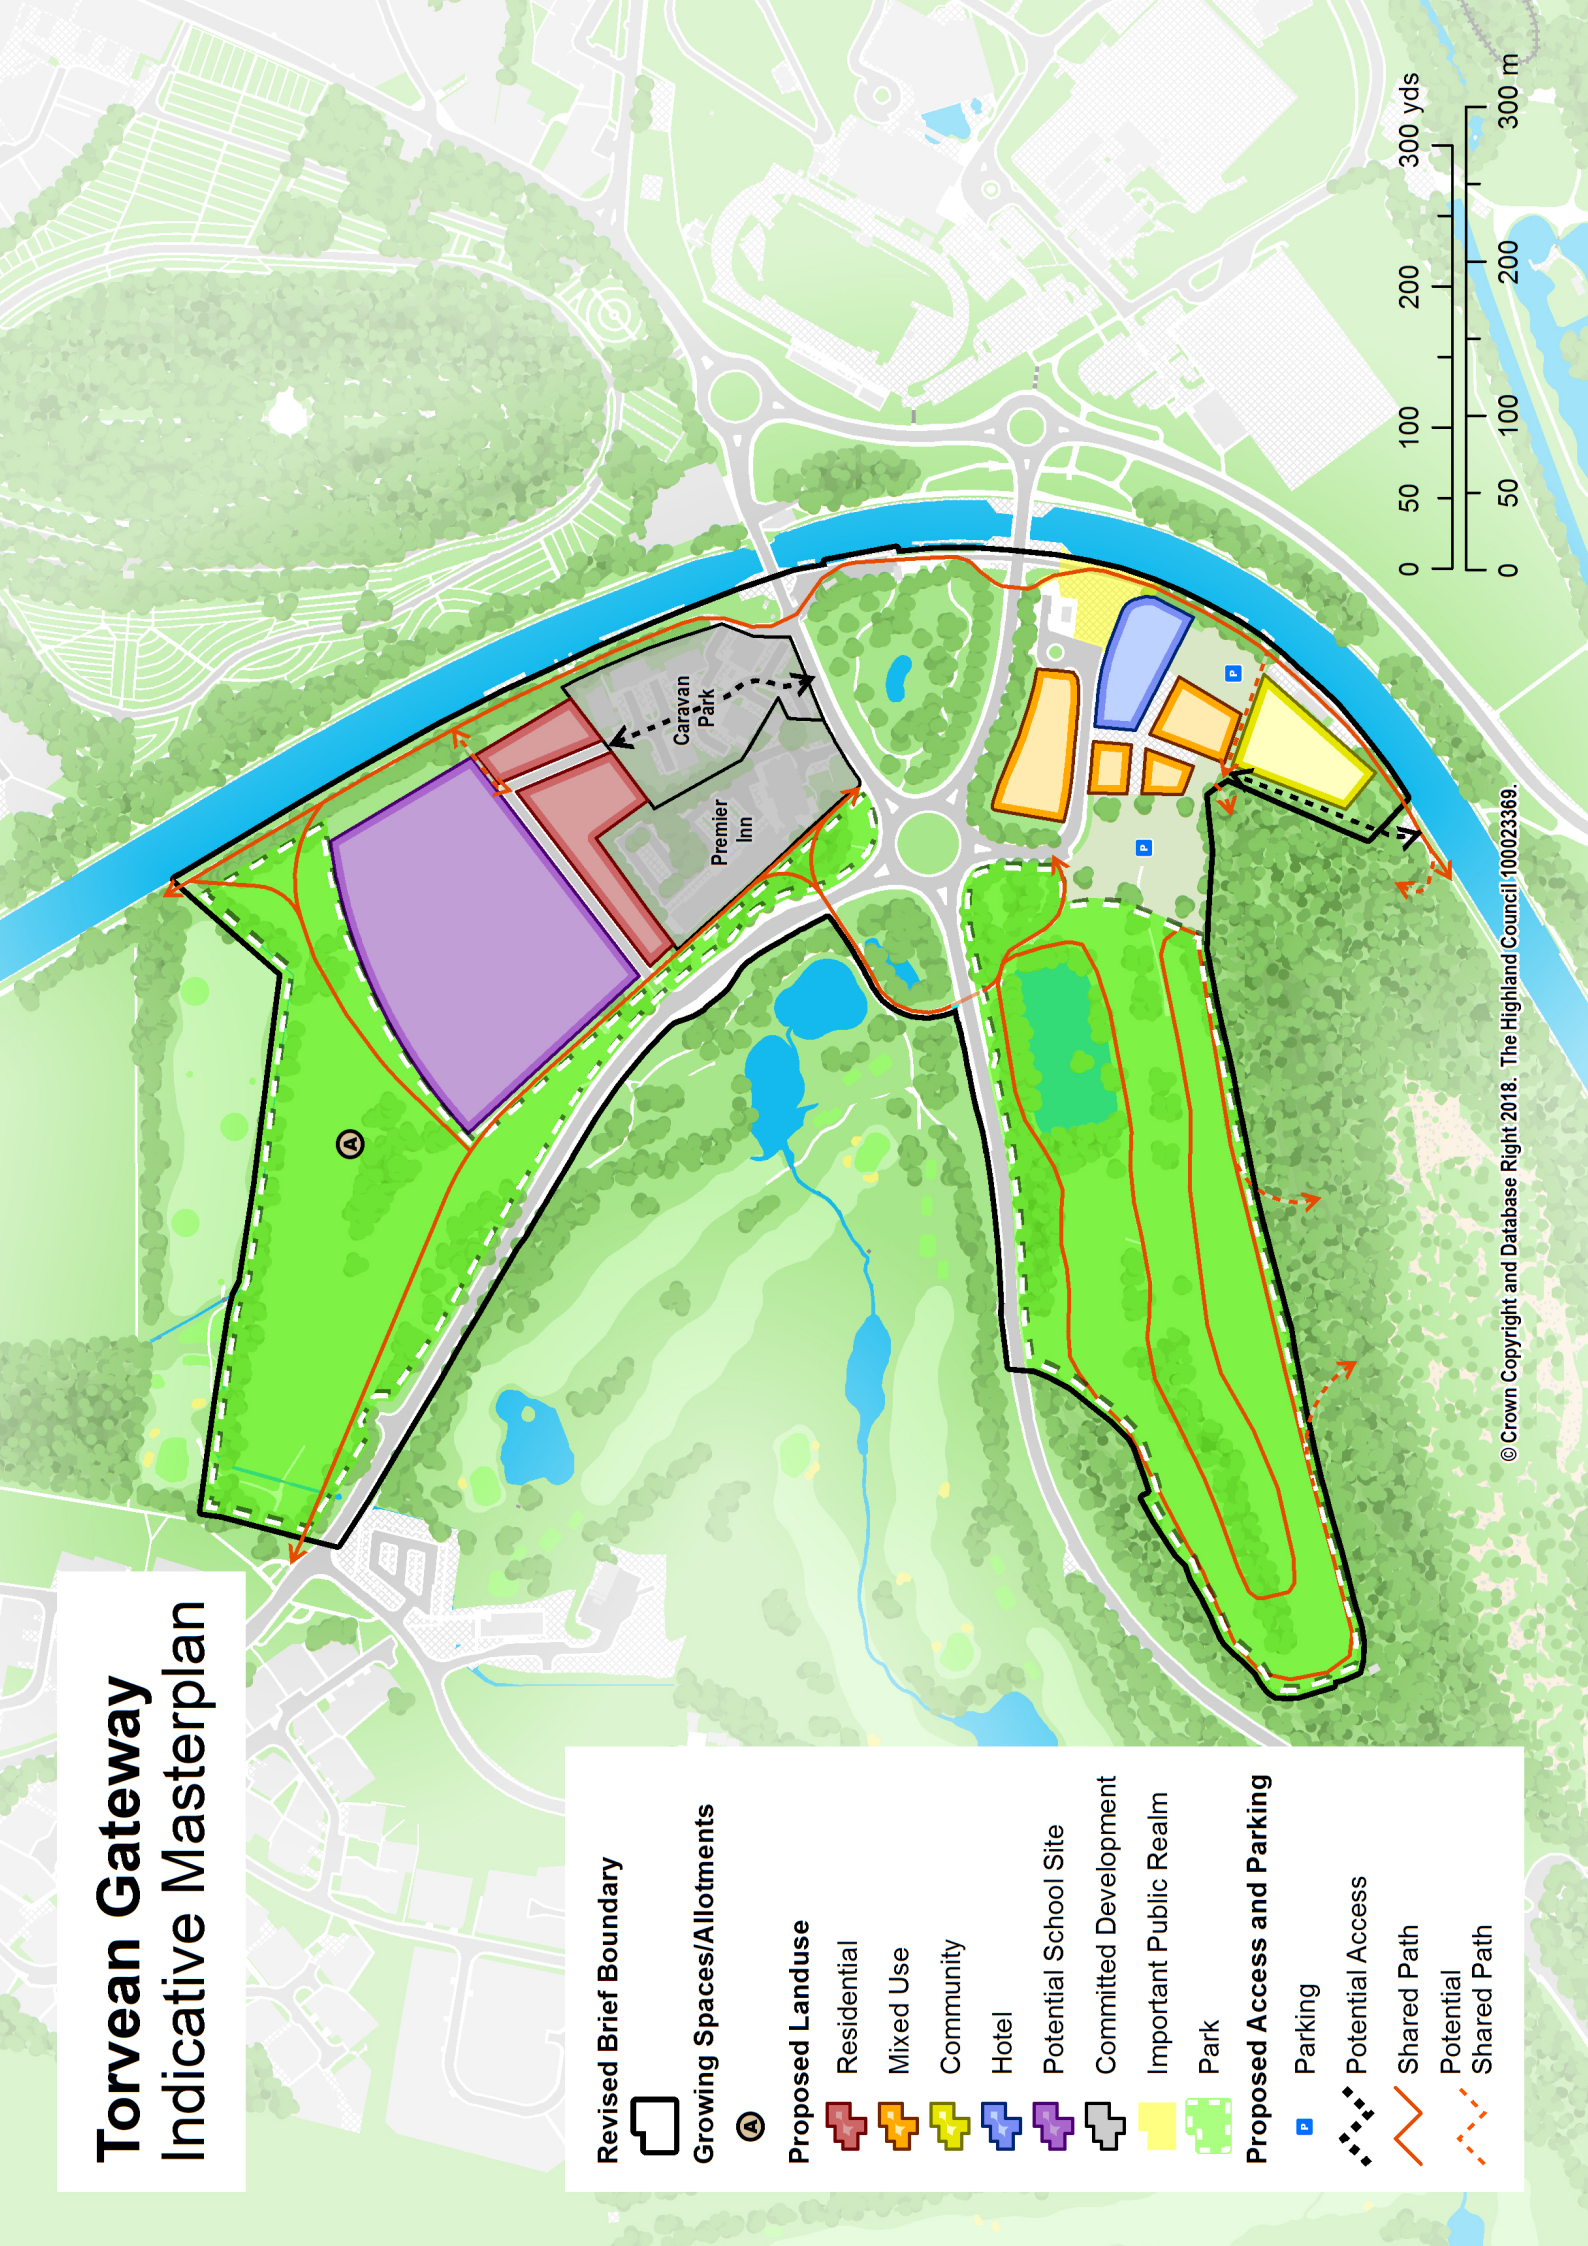 Torvean Gateway
Indicative Masterplan
Revised Brief Boundary
Growing Spaces/Allotments
A
Proposed Landuse
Residential
Mixed Use
Community
Hotel
Potential School Site
Committed Development
Important Public Realm
Park
Proposed Access and Parking
P
Parking
Potential Access
Shared Path
Potential
Shared Path
A
Caravan
Park
Premier
Inn
P
P
0 50 100 200 300 yds
0 50 100 200 300 m
© Crown Copyright and Database Right 2018. The Highland Council 100023369.